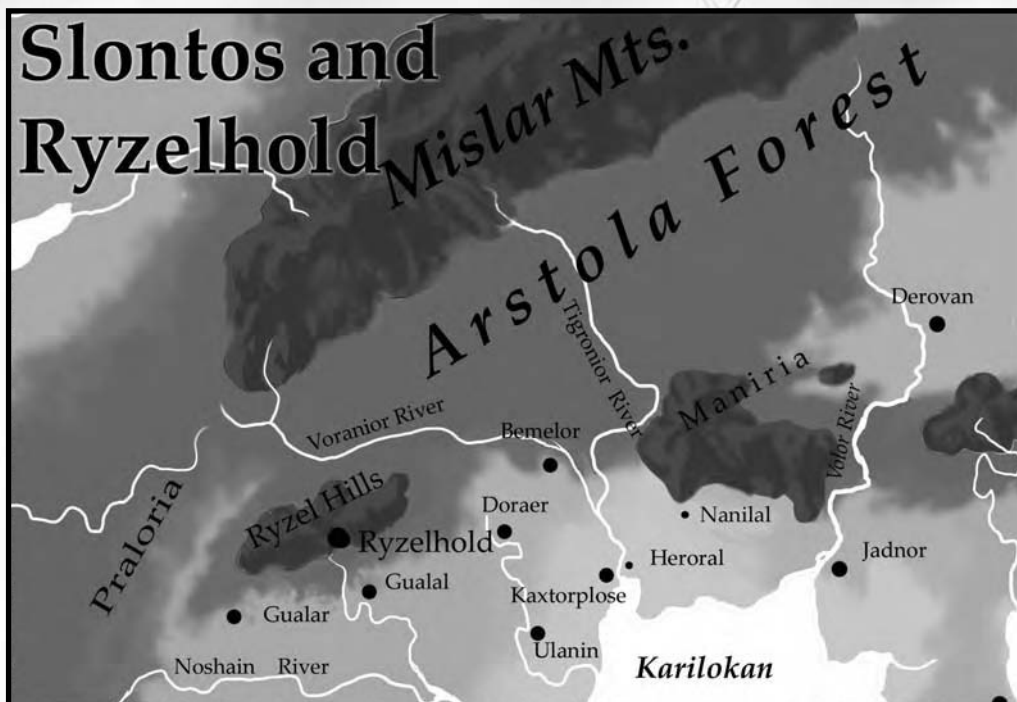 Slontos and
Ryzelhold
Mislar Mts.
Arstola Forest
Derovan
Tigronior River
Maniria
Voranior River
Bemelor
Volor River
Praloria
Ryzel Hills
Doraer
Nanilal
Ryzelhold
Heroral
Jadnor
Gualal
Kaxtorplose
Gualar
Ulanin
Noshain River
Karilokan